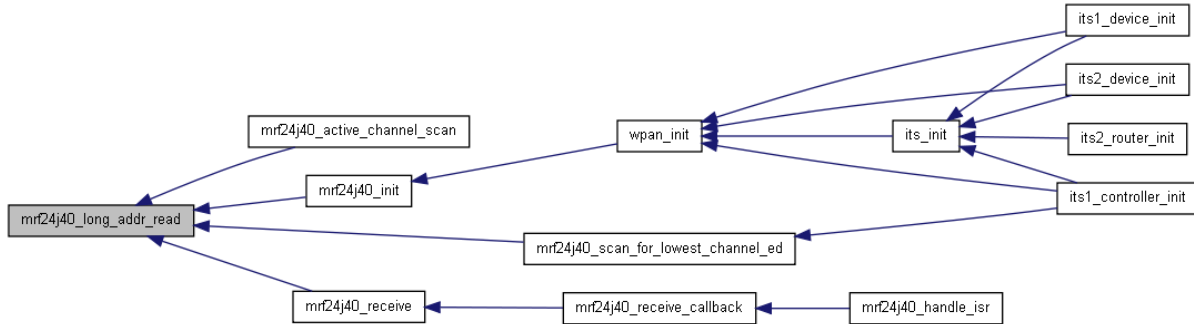 its1_device_init
its2_device_init
mrf24j40_active_channel_scan
wpan_init
its_init
its2_router_init
mrf24j40_init
its1_controller_init
mrf24j40_long_addr_read
mrf24j40_scan_for_lowest_channel_ed
mrf24j40_receive
mrf24j40_receive_callback
mrf24j40_handle_isr